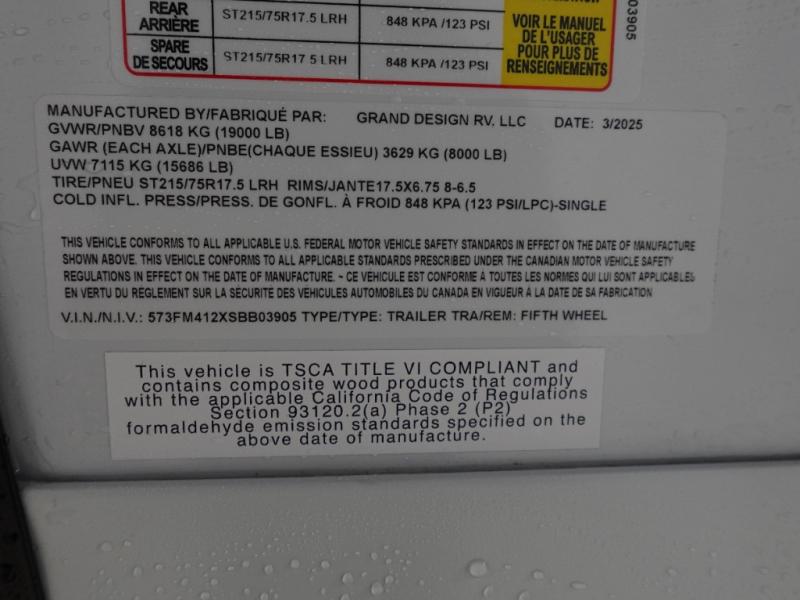 REAR
ARRIÈRE
ST215/75R17.5 LRH
848 KPA /123 PSI
SPARE
DE SECOURS
ST215/75R17 5 LRH
848 KPA /123 PSI
VOIR LE MANUEL
DE L'USAGER
POUR PLUS DE
RENSEIGNEMENTS
03905
MANUFACTURED BY/FABRIQUÉ PAR: GRAND DESIGN RV. LLC DATE: 3/2025
GVWR/PNBV 8618 KG (19000 LB)
GAWR (EACH AXLE)/PNBE(CHAQUE ESSIEU) 3629 KG (8000 LB)
UVW 7115 KG (15686 LB)
TIRE/PNEU ST215/75R17.5 LRH RIMS/JANTE17.5X6.75 8-6.5
COLD INFL. PRESS/PRESS. DE GONFL. À FROID 848 KPA (123 PSI/LPC)-SINGLE
THIS VEHICLE CONFORMS TO ALL APPLICABLE U.S. FEDERAL MOTOR VEHICLE SAFETY STANDARDS IN EFFECT ON THE DATE OF MANUFACTURE
SHOWN ABOVE. THIS VEHICLE CONFORMS TO ALL APPLICABLE STANDARDS PRESCRIBED UNDER THE CANADIAN MOTOR VEHICLE SAFETY
REGULATIONS IN EFFECT ON THE DATE OF MANUFACTURE. ~ CE VEHICULE EST CONFORME À TOUTES LES NORMES QUI LUI SONT APPLICABLES
EN VERTU DU REGLEMENT SUR LA SECURITE DES VEHICULES AUTOMOBILES DU CANADA EN VIGUEUR À LA DATE DE SA FABRICATION
V.I.N./N.I.V.: 573FM412XSBB03905 TYPE/TYPE: TRAILER TRA/REM: FIFTH WHEEL
This vehicle is TSCA TITLE VI COMPLIANT and
contains composite wood products that comply
with the applicable California Code of Regulations
Section 93120.2(a) Phase 2 (P2)
formaldehyde emission standards specified on the
above date of manufacture.